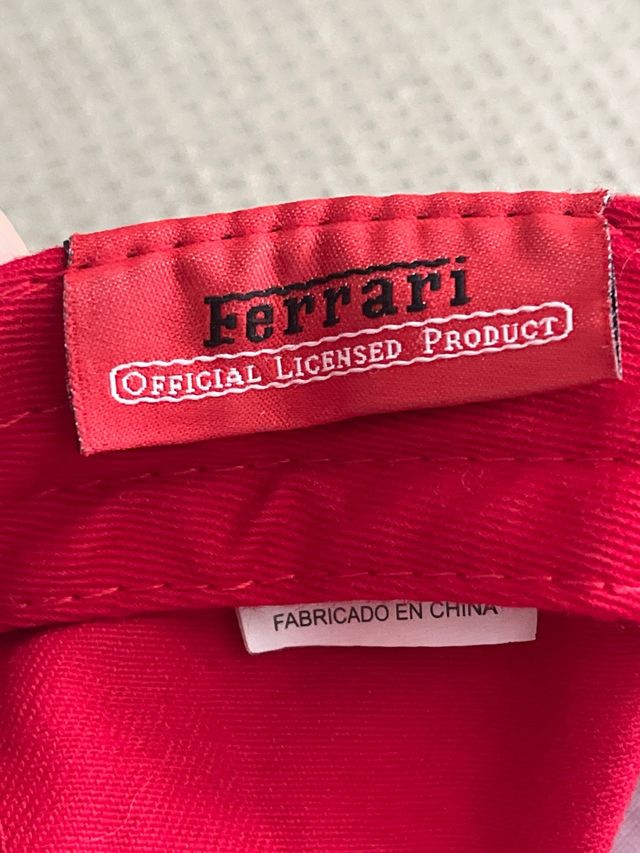 Ferrari
OFFICIAL LICENSED PRODUCT
FABRICADO EN CHINA